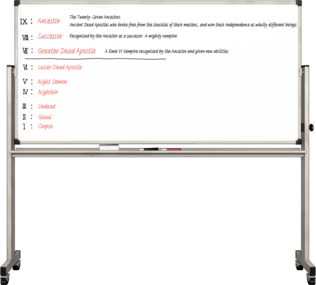 The Twenty-Seven Ancestors.
IX : Ancestor Ancient Dead Apostles who broke free from the shackles of their masters, and won their independence as wholly different beings.
VIII : Successor Recognized by the Ancestor as a successor. A mighty vampire.
VII : Greater Dead Apostle A Rank VI Vampire recognized by the Ancestor and given new abilities.
VI : Lesser Dead Apostle
V : Night Demon
IV : Nightkin
III : Undead
II : Ghoul
I : Corpse